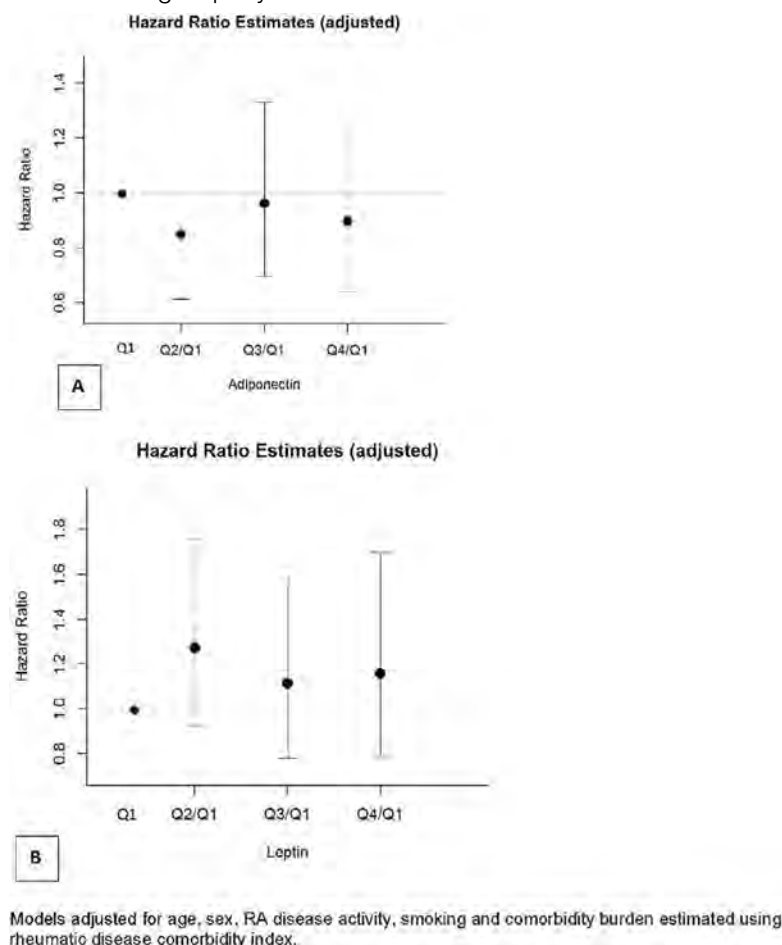 Hazard Ratio Estimates (adjusted)
1.4
1.2
1.0
0.8
0.6
Hazard Ratio
Q1 Q2/Q1 Q3/Q1 Q4/Q1
Adiponectin
A
Hazard Ratio Estimates (adjusted)
1.8
1.6
1.4
1.2
1.0
0.8
Hazard Ratio
Q1 Q2/Q1 Q3/Q1 Q4/Q1
Leptin
B
Models adjusted for age, sex, RA disease activity, smoking and comorbidity burden estimated using
rheumatic disease comorbidity index.